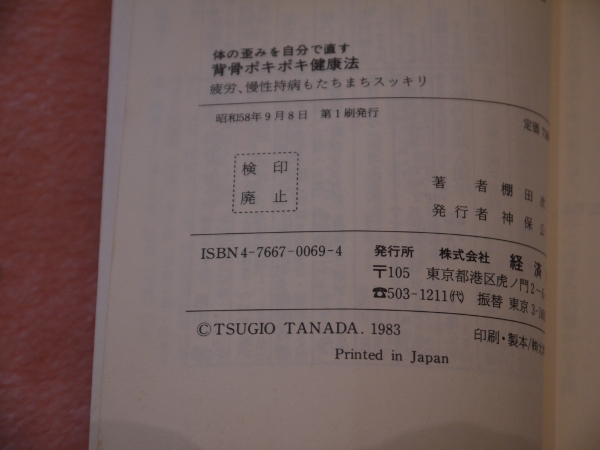 体の歪みを自分で直す
背骨ポキポキ健康法
疲労、慢性持病もたちまちスッキリ
昭和58年9月8日 第1刷発行
定価
検印
廃止
著 者 棚田
発行者 神保
ISBN4-7667-0069-4
発行所 株式会社 経済
〒105 東京都港区虎ノ門2-
☎503-1211(代) 振替 東京3-
印刷・製本/㈱
©TSUGIO TANADA. 1983
Printed in Japan